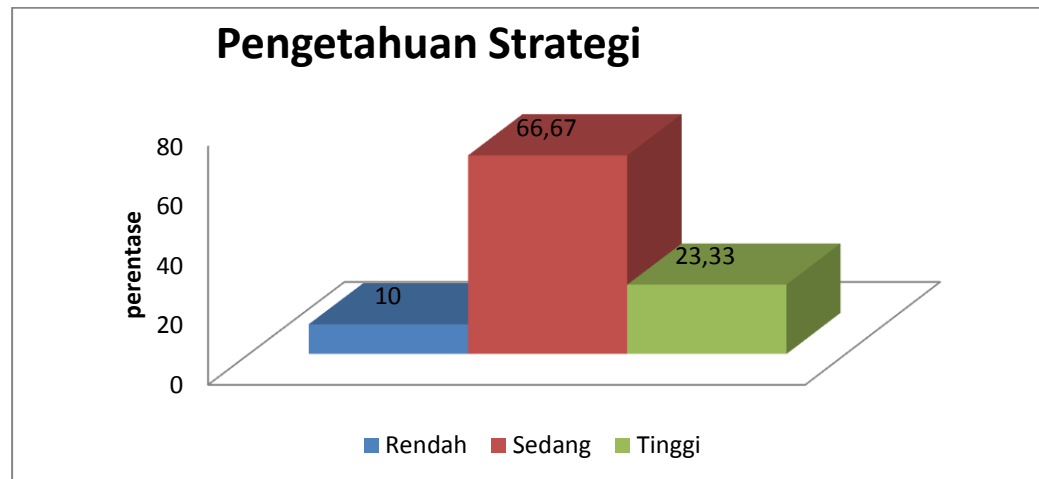 Pengetahuan Strategi
80
60
40
20
0
perentase
10
66,67
23,33
Rendah
Sedang
Tinggi